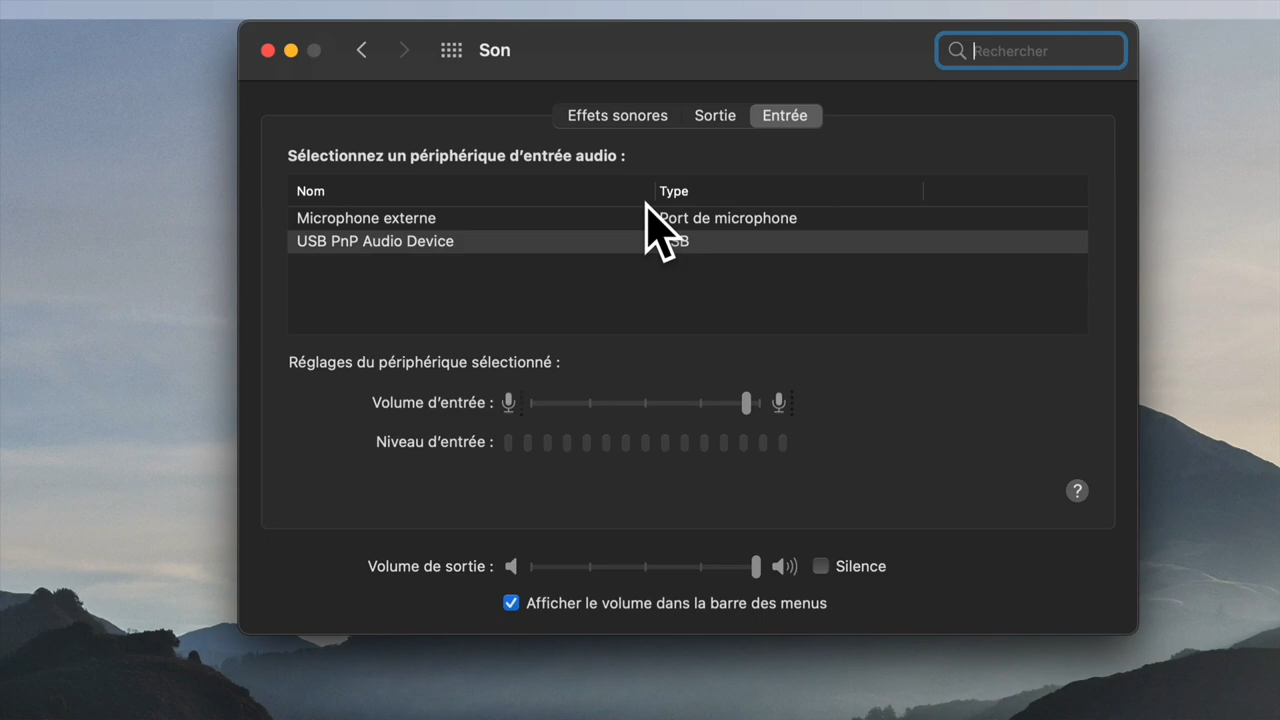 Son
Rechercher
Effets sonores Sortie Entrée
Sélectionnez un périphérique d’entrée audio :
Nom Type
Microphone externe Port de microphone
USB PnP Audio Device USB
Réglages du périphérique sélectionné :
Volume d’entrée :
Niveau d’entrée :
?
Volume de sortie : Silence
Afficher le volume dans la barre des menus